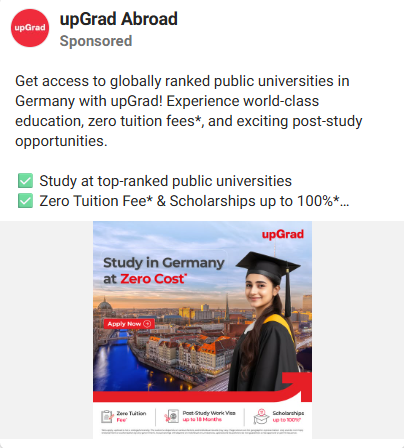 upGrad
upGrad Abroad
Sponsored
Get access to globally ranked public universities in
Germany with upGrad! Experience world-class
education, zero tuition fees*, and exciting post-study
opportunities.
✅ Study at top-ranked public universities
✅ Zero Tuition Fee* & Scholarships up to 100%*...
upGrad
Study in Germany
at Zero Cost*
Apply Now
Zero Tuition
Fee*
Post-Study Work Visa
up to 18 Months
Scholarships
up to 100%*